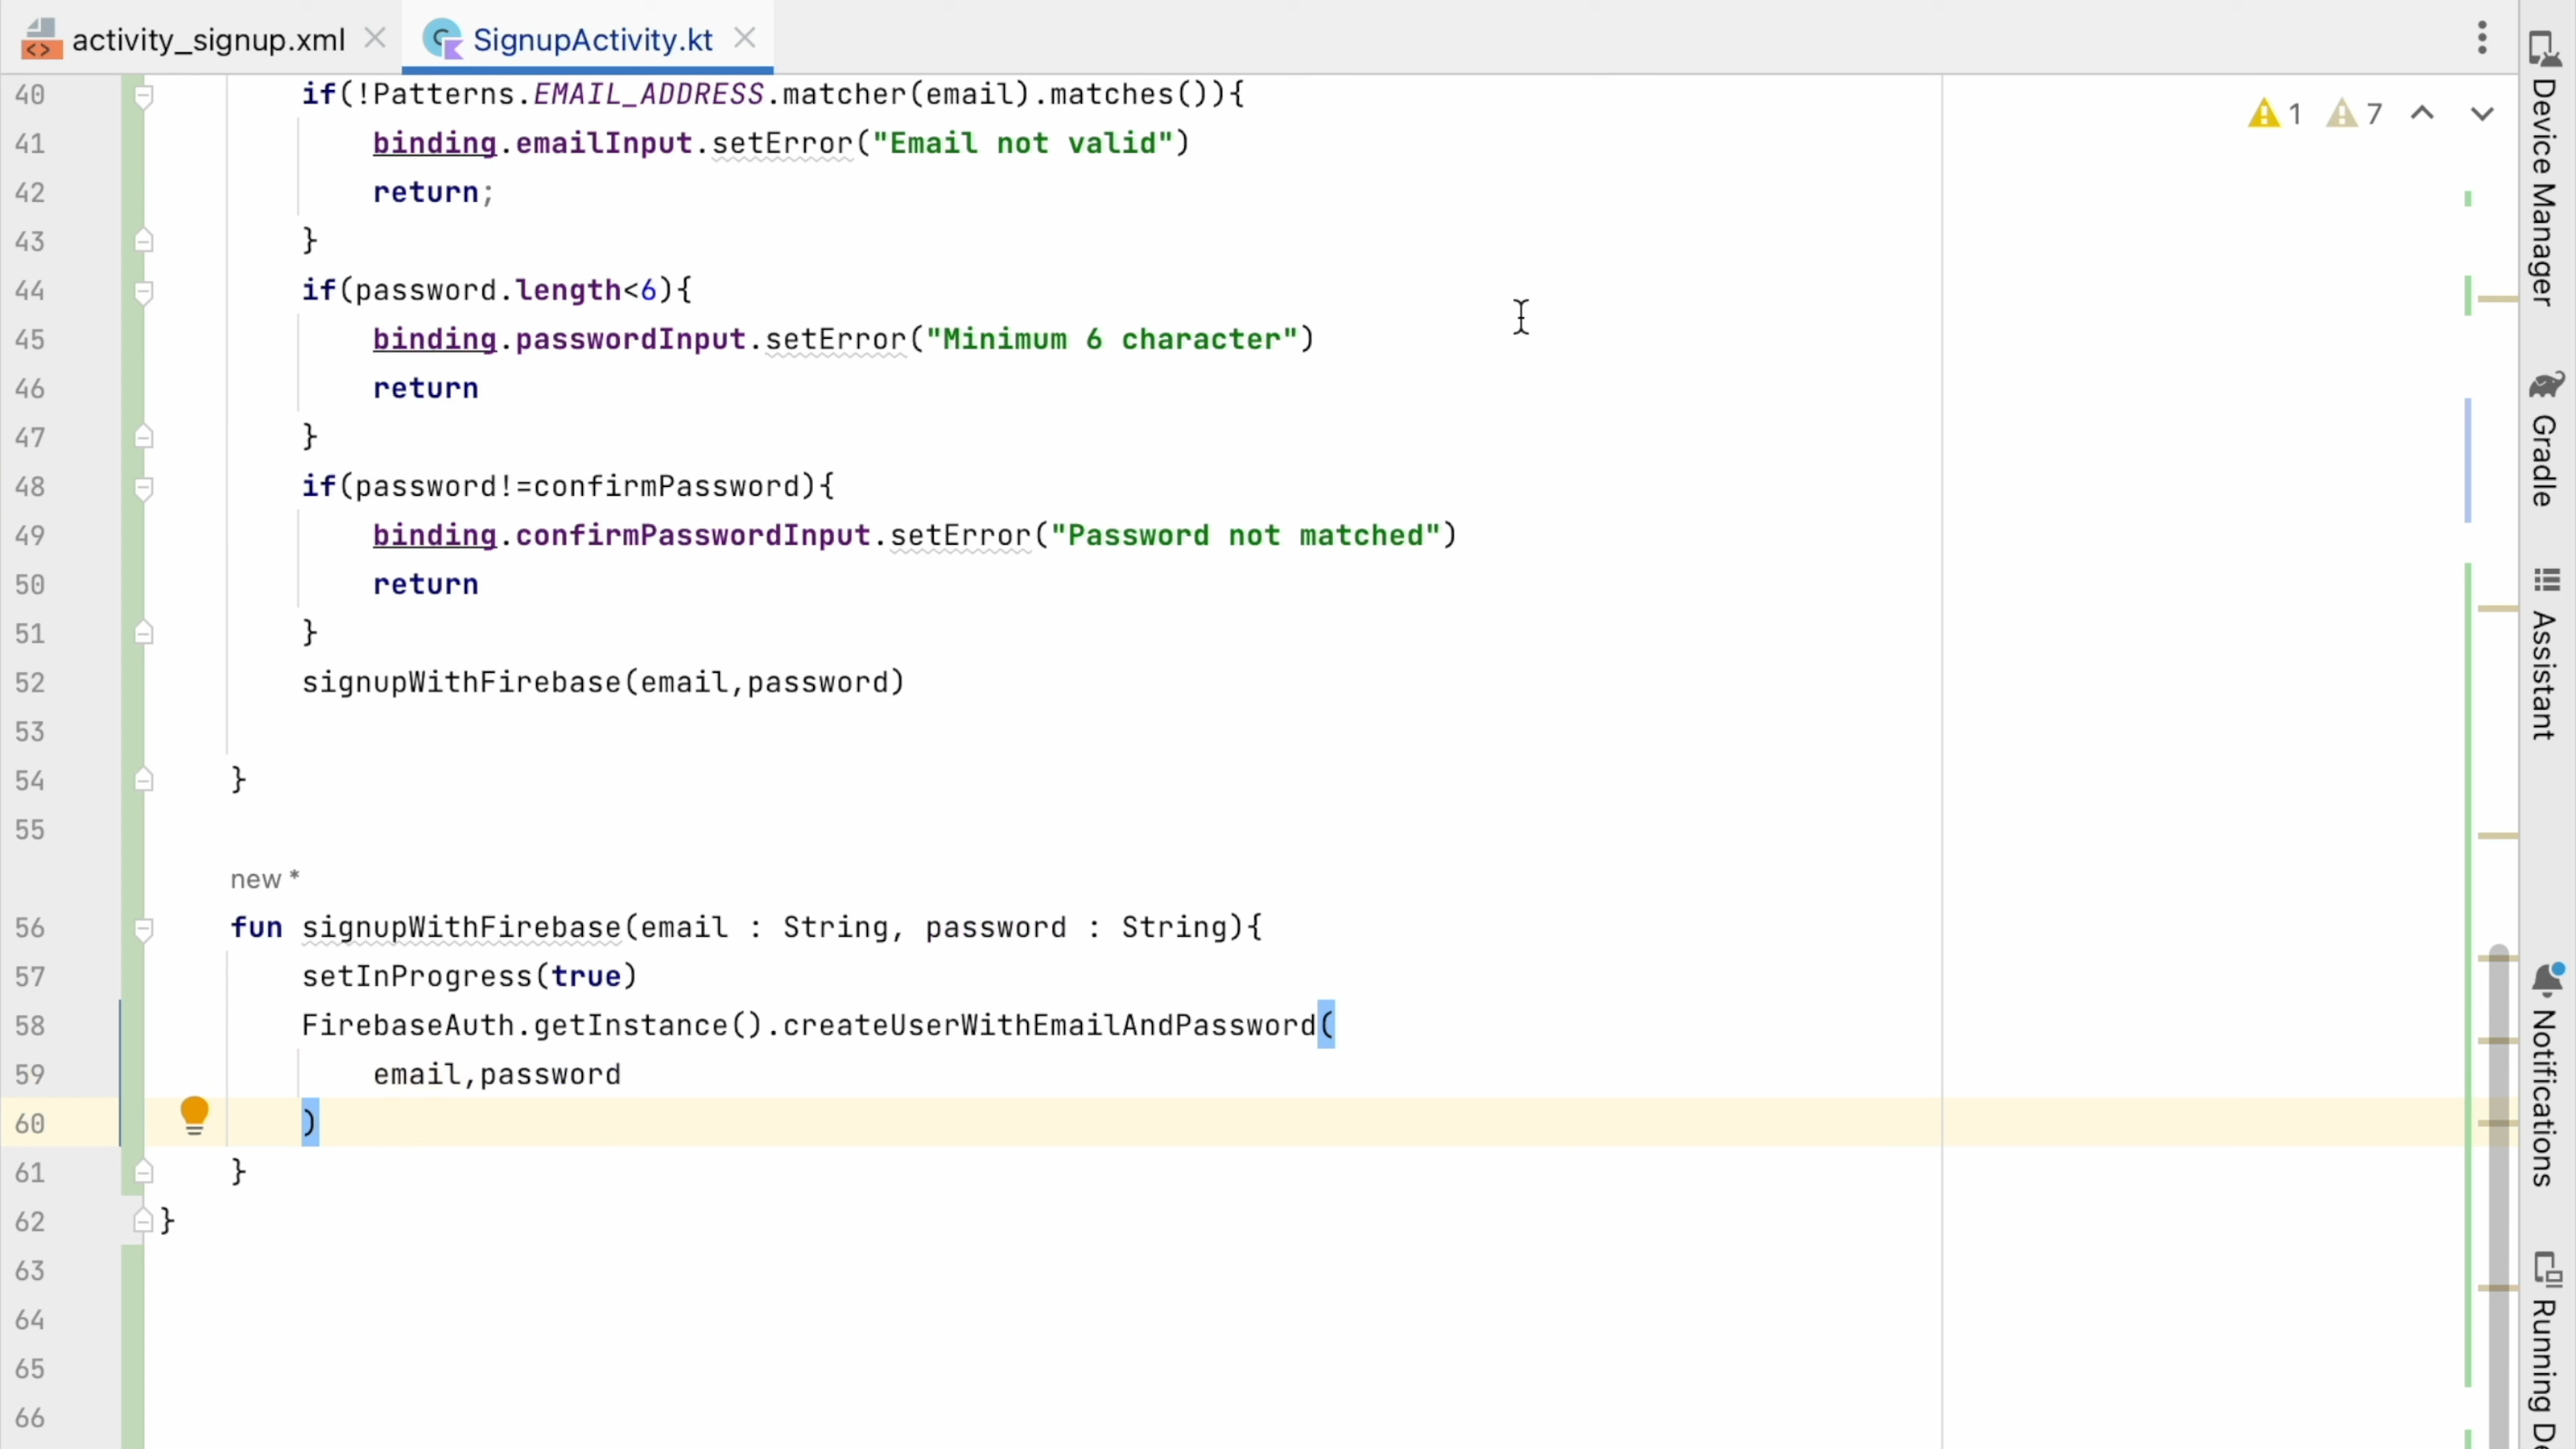 activity_signup.xml
SignupActivity.kt
1 7
40 if(!Patterns.EMAIL_ADDRESS.matcher(email).matches()){
41 binding.emailInput.setError("Email not valid")
42 return;
43 }
44 if(password.length<6){
45 binding.passwordInput.setError("Minimum 6 character")
46 return
47 }
48 if(password!=confirmPassword){
49 binding.confirmPasswordInput.setError("Password not matched")
50 return
51 }
52 signupWithFirebase(email,password)
53
54 }
55
new *
56 fun signupWithFirebase(email : String, password : String){
57 setInProgress(true)
58 FirebaseAuth.getInstance().createUserWithEmailAndPassword(
59 email,password
60 )
61 }
62 }
63
64
65
66
Device Manager
Gradle
Assistant
Notifications
Running De